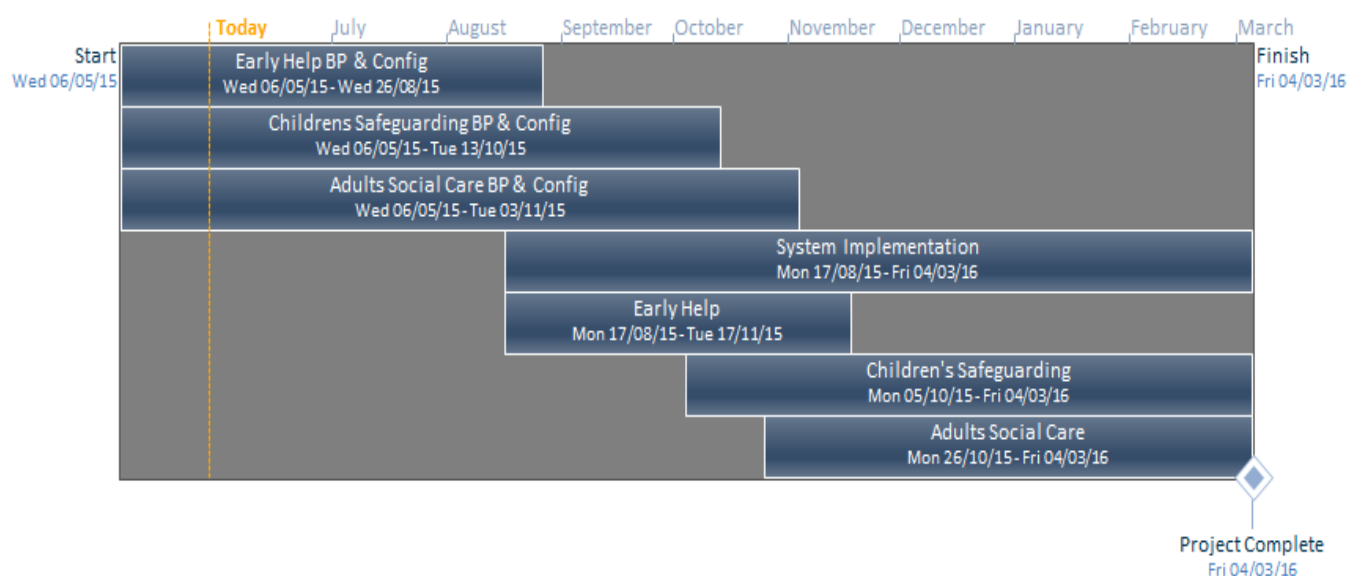 Today July August September October November December January February March
Start
Wed 06/05/15
Finish
Fri 04/03/16
Early Help BP & Config
Wed 06/05/15 - Wed 26/08/15
Childrens Safeguarding BP & Config
Wed 06/05/15 - Tue 13/10/15
Adults Social Care BP & Config
Wed 06/05/15 - Tue 03/11/15
System Implementation
Mon 17/08/15 - Fri 04/03/16
Early Help
Mon 17/08/15 - Tue 17/11/15
Children's Safeguarding
Mon 05/10/15 - Fri 04/03/16
Adults Social Care
Mon 26/10/15 - Fri 04/03/16
Project Complete
Fri 04/03/16